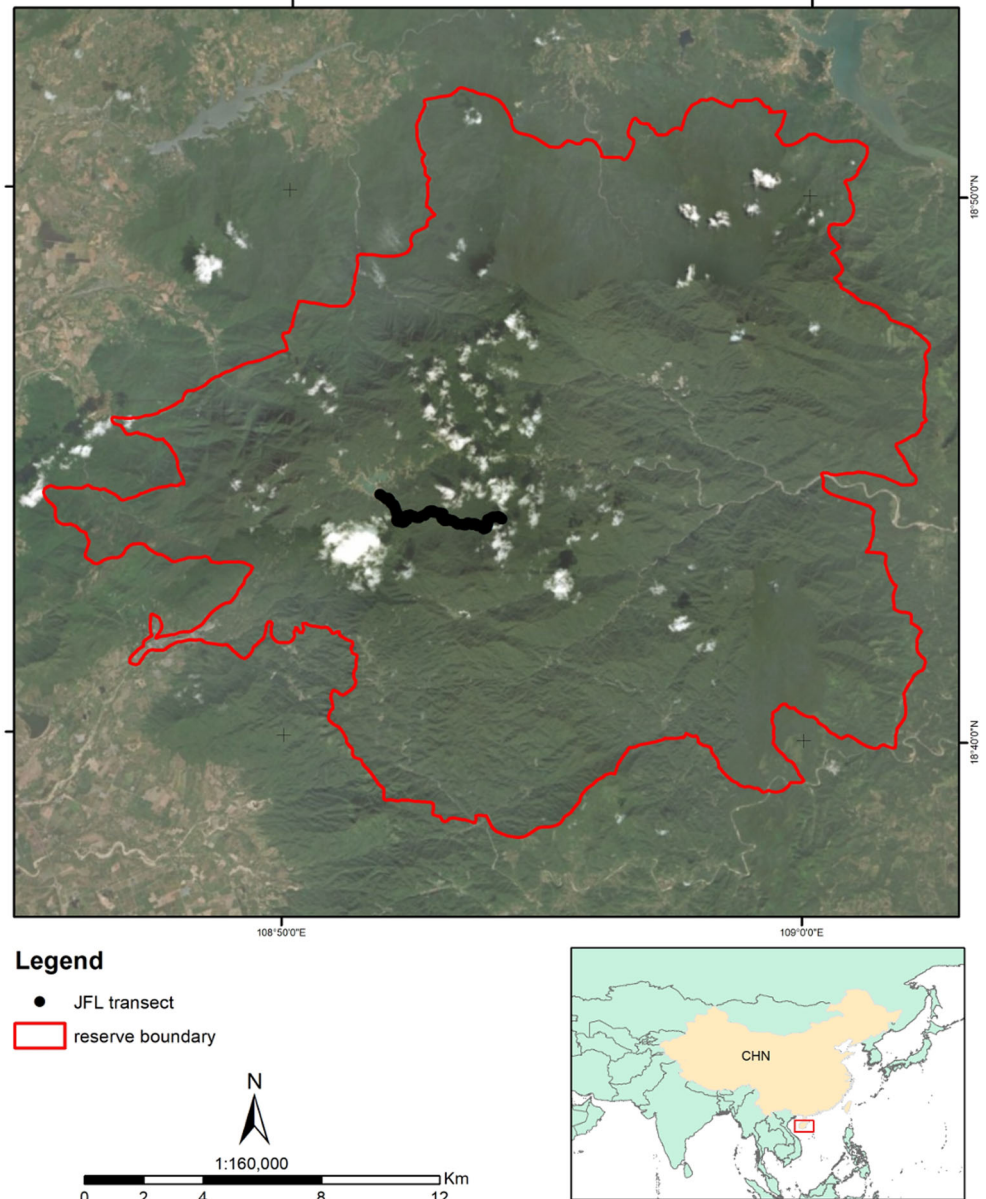 18°50'0"N
18°40'0"N
108°50'0"E
109°0'0"E
Legend
JFL transect
reserve boundary
N
1:160,000
Km
0 2 4 8 12
CHN